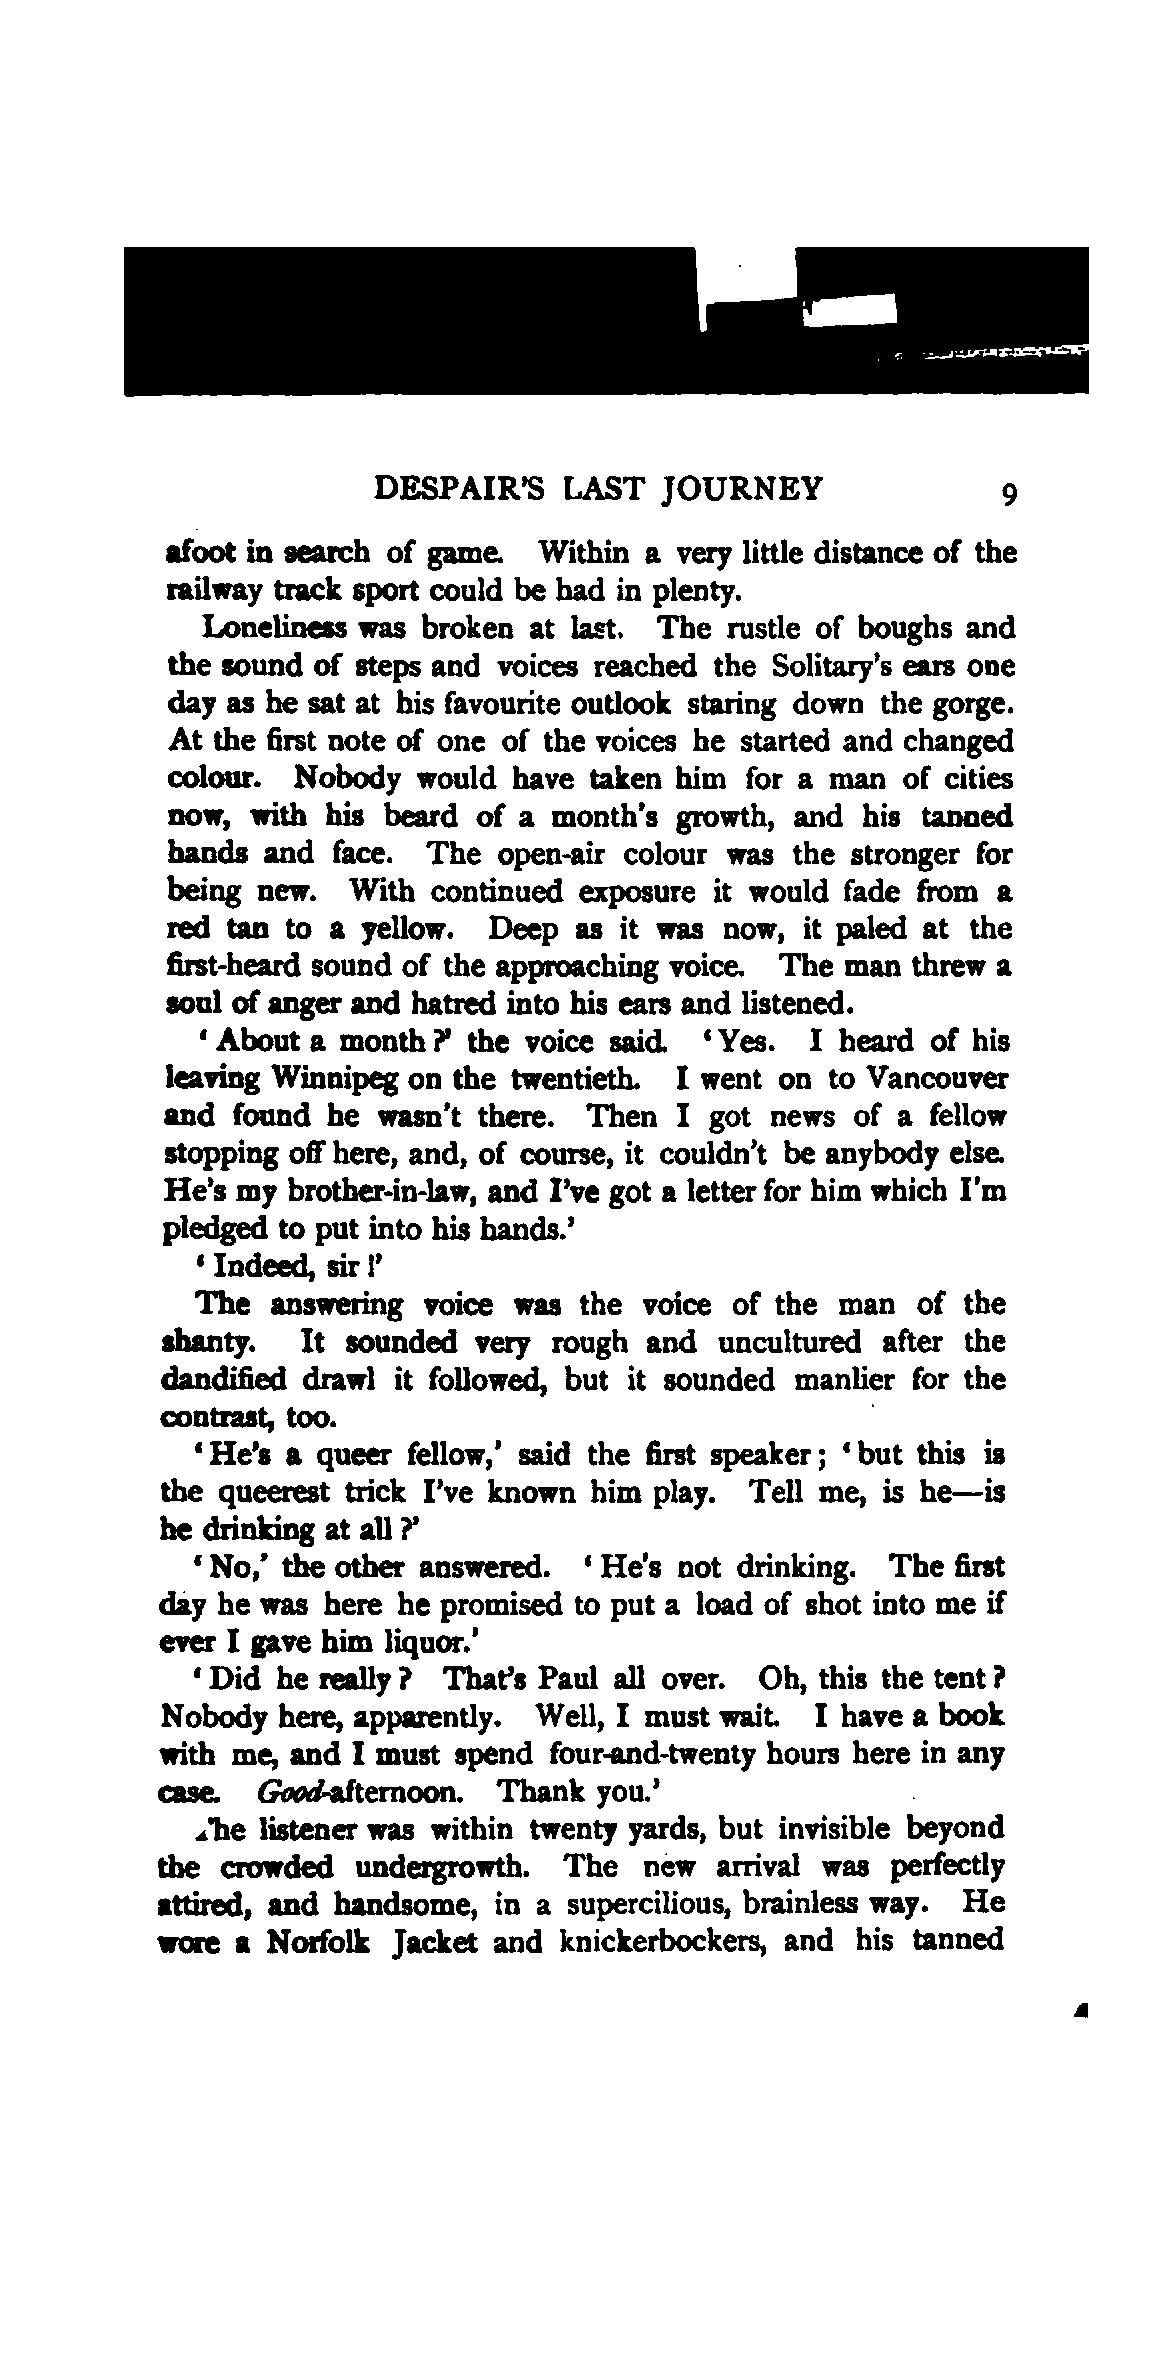 DESPAIR'S LAST JOURNEY 9
afoot in search of game. Within a very little distance of the
railway track sport could be had in plenty.
Loneliness was broken at last. The rustle of boughs and
the sound of steps and voices reached the Solitary's ears one
day as he sat at his favourite outlook staring down the gorge.
At the first note of one of the voices he started and changed
colour. Nobody would have taken him for a man of cities
now, with his beard of a month's growth, and his tanned
hands and face. The open-air colour was the stronger for
being new. With continued exposure it would fade from a
red tan to a yellow. Deep as it was now, it paled at the
first-heard sound of the approaching voice. The man threw a
soul of anger and hatred into his ears and listened.
'About a month?' the voice said. 'Yes. I heard of his
leaving Winnipeg on the twentieth. I went on to Vancouver
and found he wasn't there. Then I got news of a fellow
stopping off here, and, of course, it couldn't be anybody else.
He's my brother-in-law, and I've got a letter for him which I'm
pledged to put into his hands.'
'Indeed, sir!'
The answering voice was the voice of the man of the
shanty. It sounded very rough and uncultured after the
dandified drawl it followed, but it sounded manlier for the
contrast, too.
'He's a queer fellow,' said the first speaker; 'but this is
the queerest trick I've known him play. Tell me, is he—is
he drinking at all?'
'No,' the other answered. 'He's not drinking. The first
day he was here he promised to put a load of shot into me if
ever I gave him liquor.'
'Did he really? That's Paul all over. Oh, this the tent?
Nobody here, apparently. Well, I must wait. I have a book
with me, and I must spend four-and-twenty hours here in any
case. Good-afternoon. Thank you.'
The listener was within twenty yards, but invisible beyond
the crowded undergrowth. The new arrival was perfectly
attired, and handsome, in a supercilious, brainless way. He
wore a Norfolk Jacket and knickerbockers, and his tanned